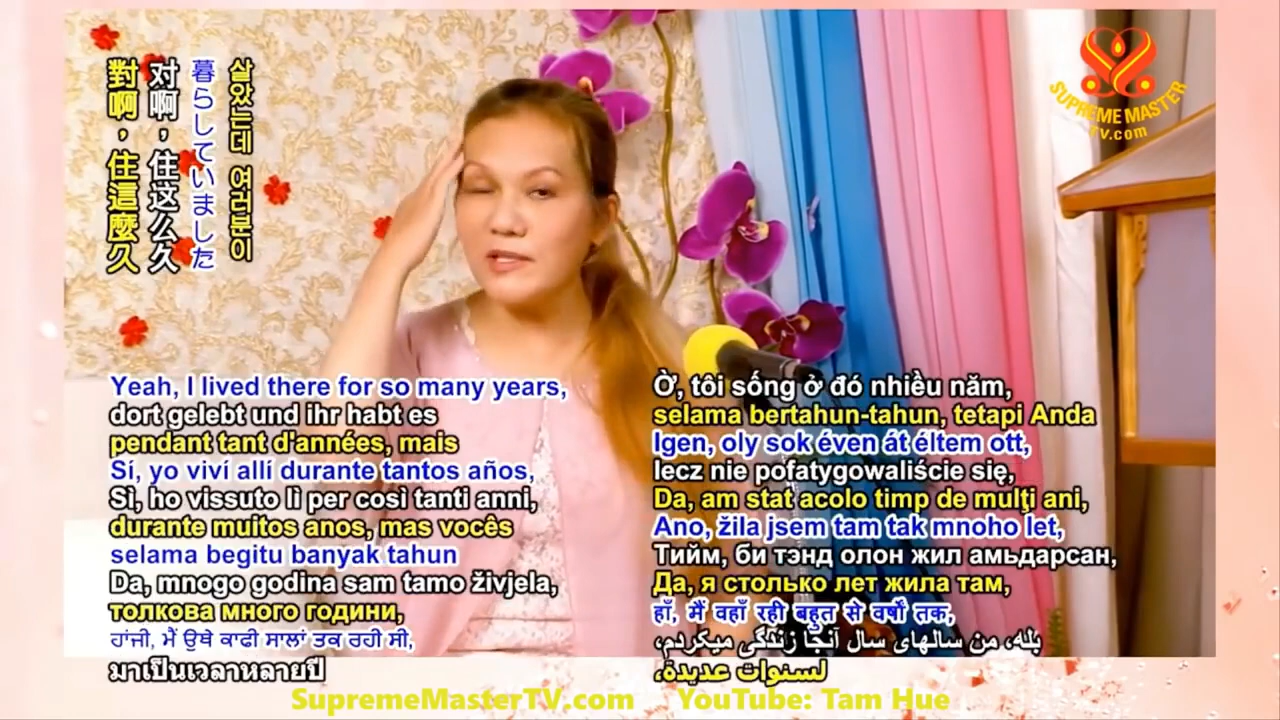 살았는데 여러분이
暮らしていました
对啊，住这么久
對啊，住這麼久
SUPREME MASTER
TV.com
Yeah, I lived there for so many years,
dort gelebt und ihr habt es
pendant tant d'années, mais
Sí, yo viví allí durante tantos años,
Sì, ho vissuto lì per così tanti anni,
durante muitos anos, mas vocês
selama begitu banyak tahun
Da, mnogo godina sam tamo živjela,
толкова много години,
ਹਾਂਜੀ, ਮੈਂ ਉਥੇ ਕਾਫੀ ਸਾਲਾਂ ਤਕ ਰਹੀ ਸੀ,
มาเป็นเวลาหลายปี
Ờ, tôi sống ở đó nhiều năm,
selama bertahun-tahun, tetapi Anda
Igen, oly sok éven át éltem ott,
lecz nie pofatygowaliście się,
Da, am stat acolo timp de mulţi ani,
Ano, žila jsem tam tak mnoho let,
Тийм, би тэнд олон жил амьдарсан,
Да, я столько лет жила там,
हाँ, मैं वहाँ रही बहुत से वर्षों तक,
بله، من سالهای سال آنجا زندگی میکردم،
لسنوات عديدة،
SupremeMasterTV.com YouTube: Tam Hue